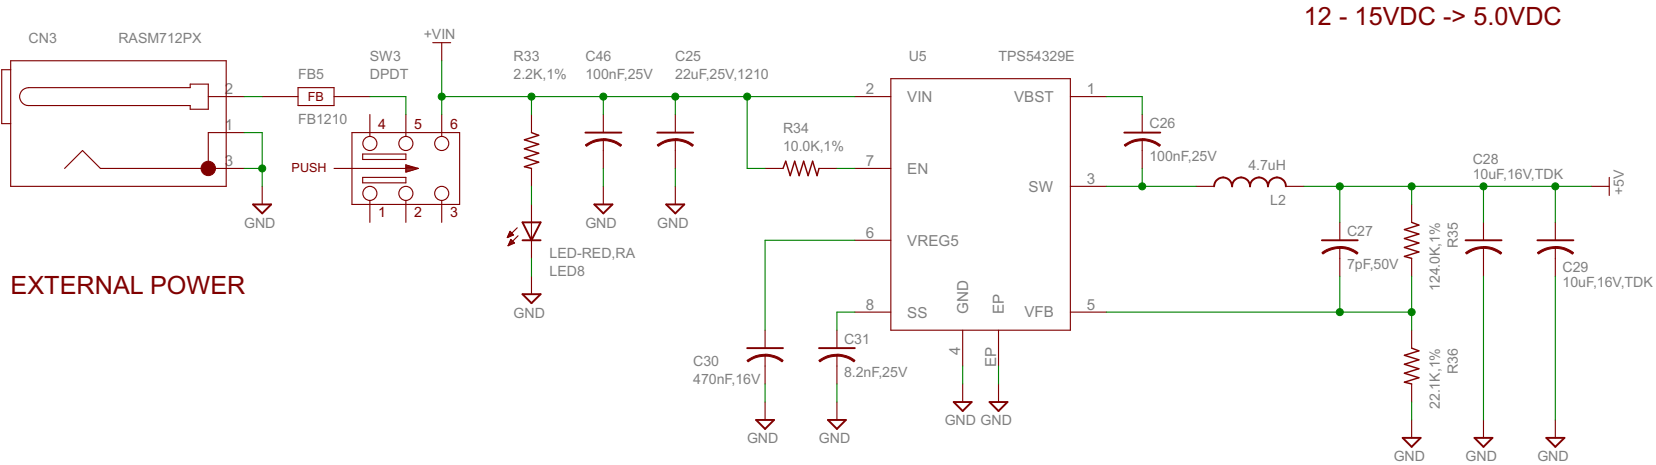 12 - 15VDC -> 5.0VDC
CN3
RASM712PX
2
1
3
GND
FB5
FB
FB1210
SW3
DPDT
4
5
6
PUSH
1
2
3
+VIN
R33
2.2K,1%
C46
100nF,25V
C25
22uF,25V,1210
GND
GND
LED-RED,RA
LED8
GND
R34
10.0K,1%
U5
TPS54329E
2
VIN
VBST
1
7
EN
SW
3
6
VREG5
8
SS
GND
EP
VFB
5
4
EP
GND
GND
C30
470nF,16V
GND
C31
8.2nF,25V
GND
C26
100nF,25V
4.7uH
L2
C27
7pF,50V
124.0K,1%
R35
22.1K,1%
R36
GND
C28
10uF,16V,TDK
GND
C29
10uF,16V,TDK
GND
+5V
EXTERNAL POWER